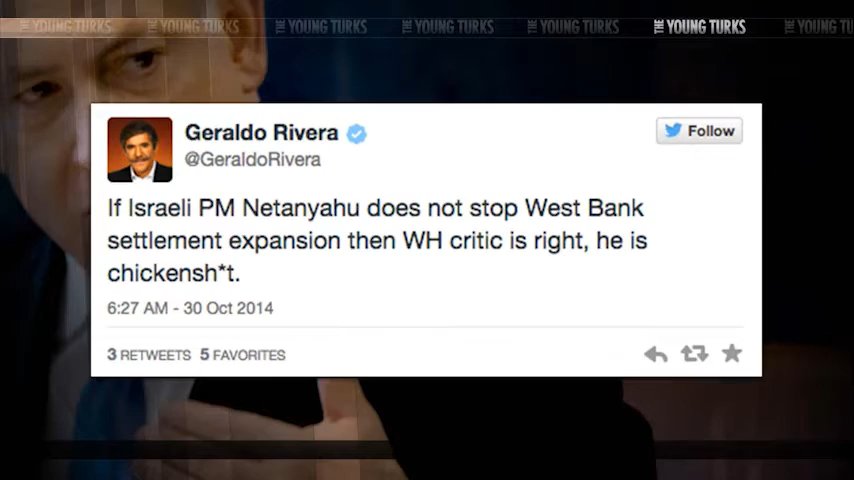 THE YOUNG TURKS THE YOUNG TURKS THE YOUNG TURKS THE YOUNG TURKS THE YOUNG TURKS THE YOUNG TURKS THE YOUNG
Geraldo Rivera
Follow
@GeraldoRivera
If Israeli PM Netanyahu does not stop West Bank
settlement expansion then WH critic is right, he is
chickensh*t.
6:27 AM - 30 Oct 2014
3 RETWEETS 5 FAVORITES